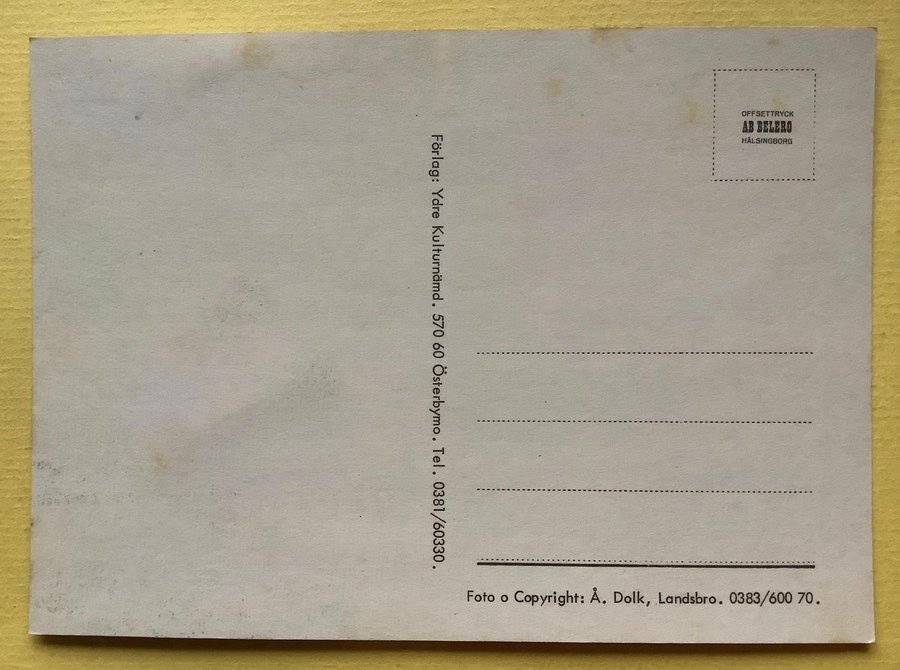 OFFSETTRYCK
AB BELERO
HÄLSINGBORG
Förlag: Ydre Kulturnämd. 570 60 Österbymo. Tel. 0381/60330.
Foto o Copyright: Å. Dolk, Landsbro. 0383/600 70.